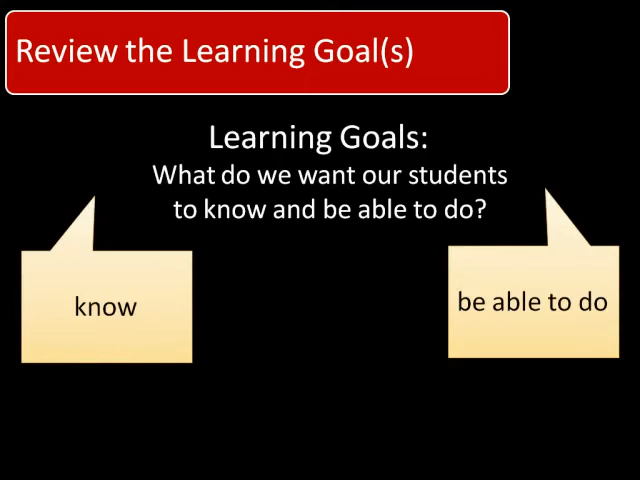 Review the Learning Goal(s)
Learning Goals:
What do we want our students
to know and be able to do?
know
be able to do